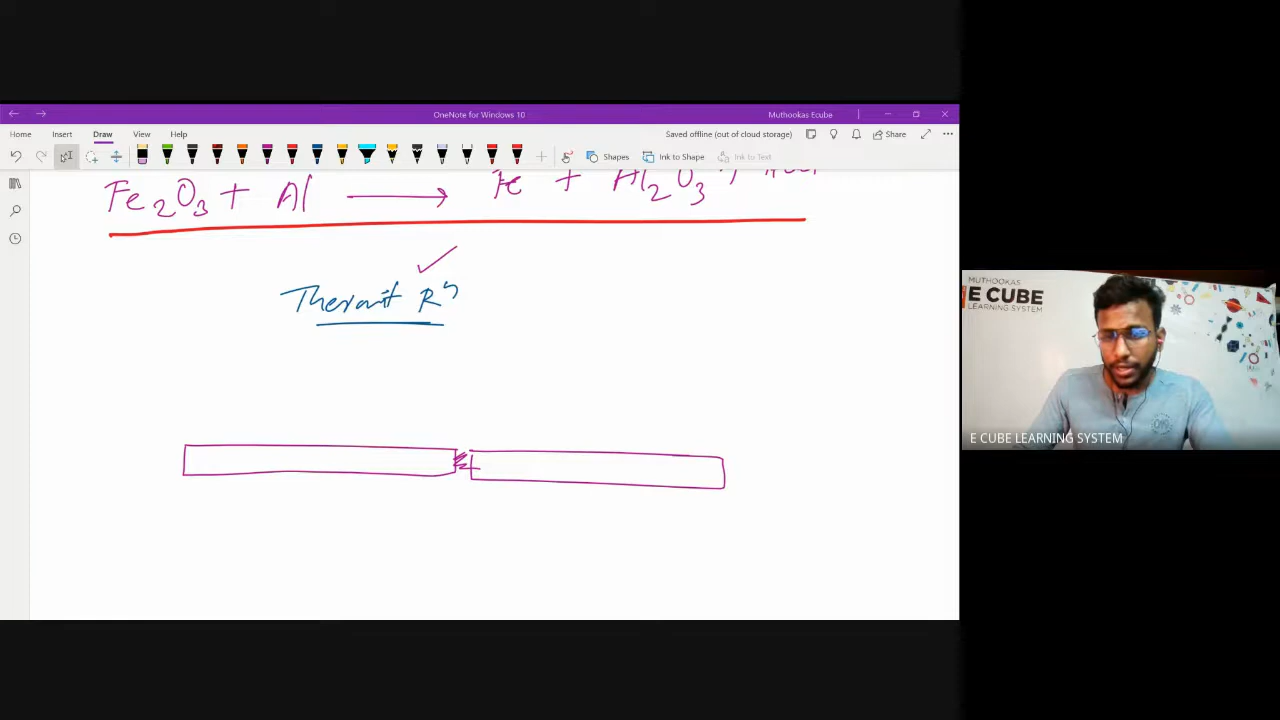 OneNote for Windows 10
Muthookas Ecube
Home Insert Draw View Help
Saved offline (out of cloud storage)
Share
Shapes
Ink to Shape
Ink to Text
Fe2O3 + Al → Fe + Al2O3 +
Thermit Rn
MUTHOOKAS
E CUBE
LEARNING SYSTEM
E CUBE LEARNING SYSTEM